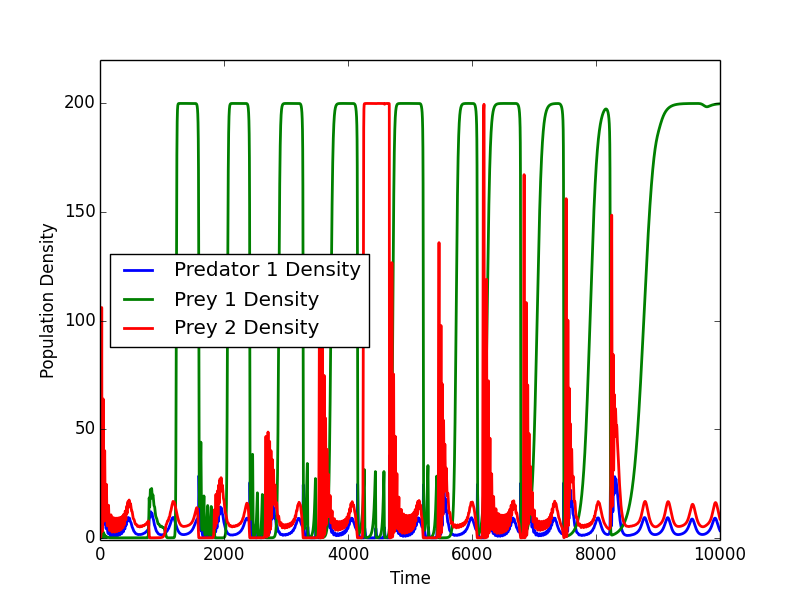 200
150
100
50
0
Population Density
Predator 1 Density
Prey 1 Density
Prey 2 Density
0 2000 4000 6000 8000 10000
Time